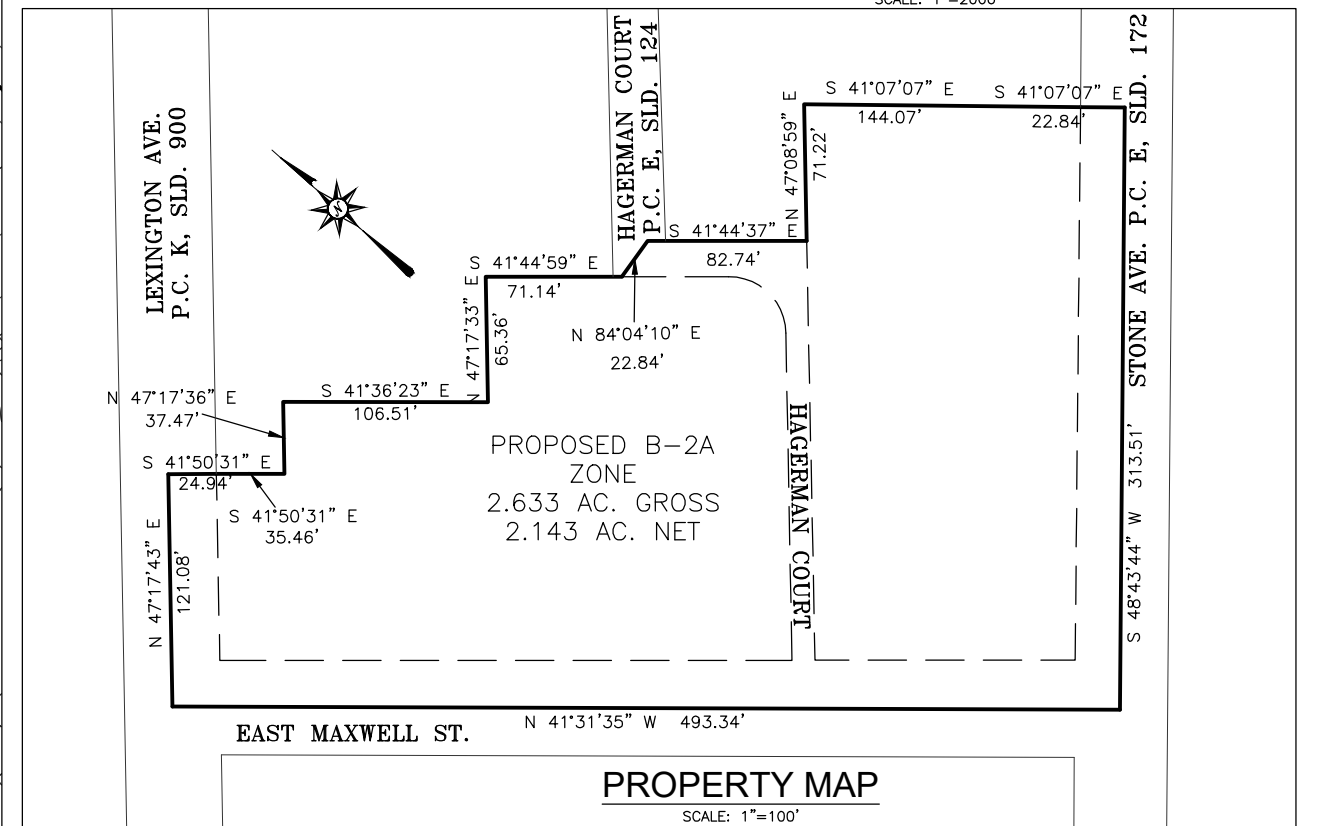 SCALE: 1"=2000'
LEXINGTON AVE.
P.C. K, SLD. 900
HAGERMAN COURT
P.C. E, SLD. 124
STONE AVE. P.C. E, SLD. 172
N
S 41°07'07" E
144.07'
S 41°07'07" E
22.84'
N 47°08'59" E
71.22'
S 41°44'37" E
82.74'
S 41°44'59" E
71.14'
N 84°04'10" E
22.84'
N 47°17'33" E
65.36'
S 41°36'23" E
106.51'
N 47°17'36" E
37.47'
S 41°50'31" E
24.94'
S 41°50'31" E
35.46'
N 47°17'43" E
121.08'
PROPOSED B-2A
ZONE
2.633 AC. GROSS
2.143 AC. NET
HAGERMAN COURT
S 48°43'44" W 313.51'
N 41°31'35" W 493.34'
EAST MAXWELL ST.
PROPERTY MAP
SCALE: 1"=100'